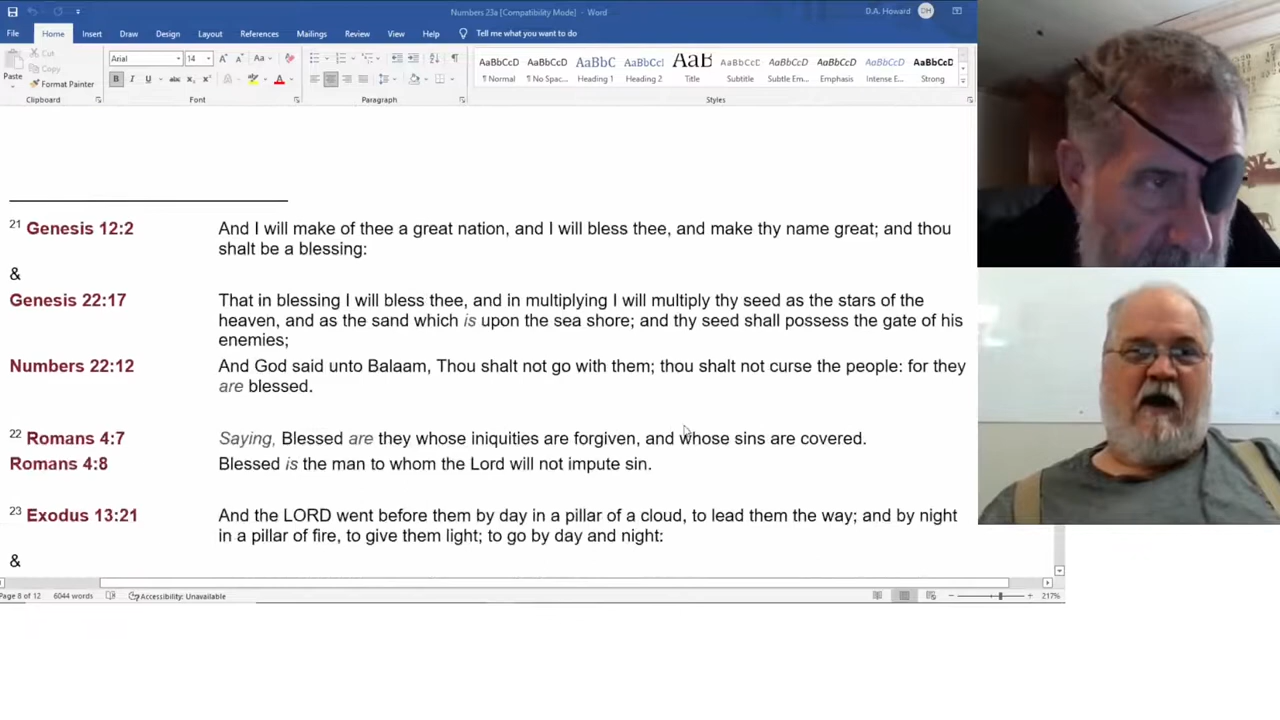 Numbers 23a [Compatibility Mode] - Word
D.A. Howard
DH
File Home Insert Draw Design Layout References Mailings Review View Help Tell me what you want to do
Cut
Copy
Paste
Format Painter
Arial 14
Clipboard Font Paragraph Styles
AaBbCcD AaBbCcD AaBbC AaBbCcC AaB AaBbCcD AaBbCcD AaBbCcD AaBbCcD AaBbCcD
¶ Normal ¶ No Spac... Heading 1 Heading 2 Title Subtitle Subtle Em... Emphasis Intense E... Strong
21 Genesis 12:2 And I will make of thee a great nation, and I will bless thee, and make thy name great; and thou
shalt be a blessing:
&
Genesis 22:17 That in blessing I will bless thee, and in multiplying I will multiply thy seed as the stars of the
heaven, and as the sand which is upon the sea shore; and thy seed shall possess the gate of his
enemies;
Numbers 22:12 And God said unto Balaam, Thou shalt not go with them; thou shalt not curse the people: for they
are blessed.
22 Romans 4:7 Saying, Blessed are they whose iniquities are forgiven, and whose sins are covered.
Romans 4:8 Blessed is the man to whom the Lord will not impute sin.
23 Exodus 13:21 And the LORD went before them by day in a pillar of a cloud, to lead them the way; and by night
in a pillar of fire, to give them light; to go by day and night:
&
Page 8 of 12 6044 words Accessibility: Unavailable 217%